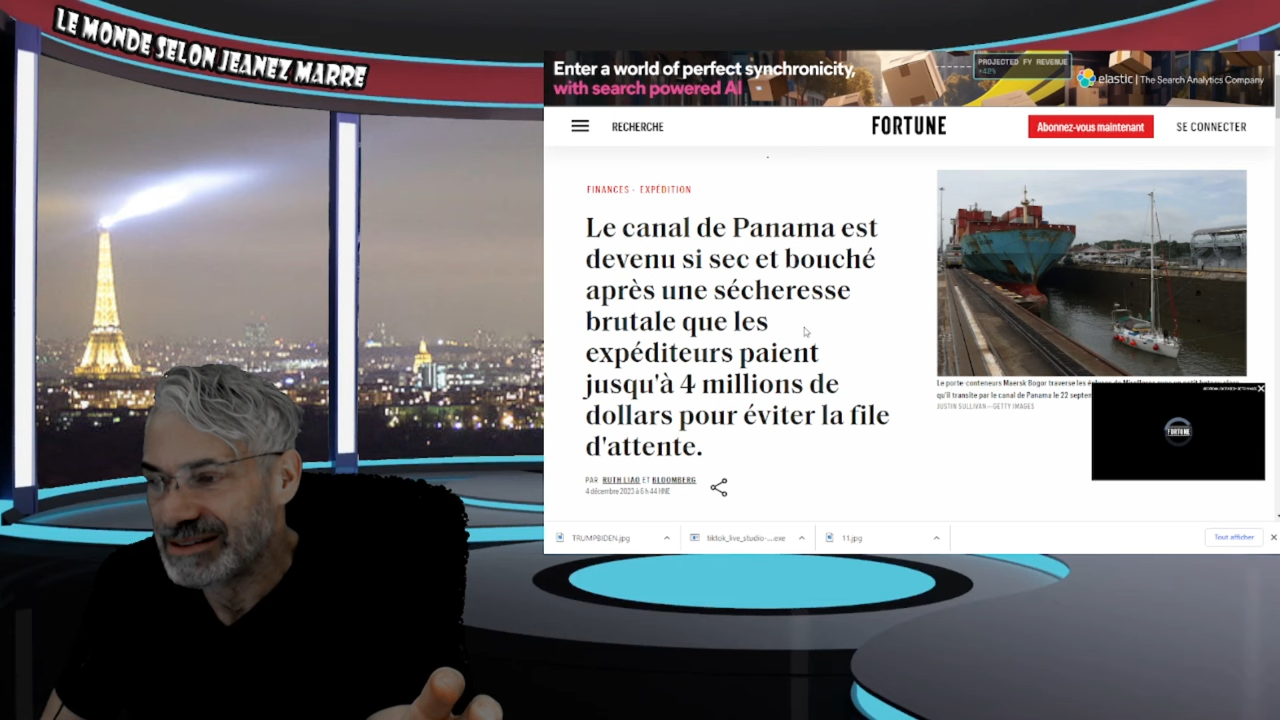 LE MONDE SELON JEANEZ MARRE
Enter a world of perfect synchronicity,
with search powered AI
PROJECTED FY REVENUE
elastic | The Search Analytics Company
RECHERCHE
FORTUNE
Abonnez-vous maintenant
SE CONNECTER
FINANCES - EXPÉDITION
Le canal de Panama est
devenu si sec et bouché
après une sécheresse
brutale que les
expéditeurs paient
jusqu'à 4 millions de
dollars pour éviter la file
d'attente.
PAR RUTH LIAO ET BLOOMBERG
4 décembre 2023 à 6 h 44 HNE
Le porte-conteneurs Maersk Bogor traverse les
qu'il transite par le canal de Panama le 22
JUSTIN SULLIVAN—GETTY IMAGES
FORTUNE
TRUMPBIDEN.jpg
tiktok_live_studio-....exe
11.jpg
Tout afficher